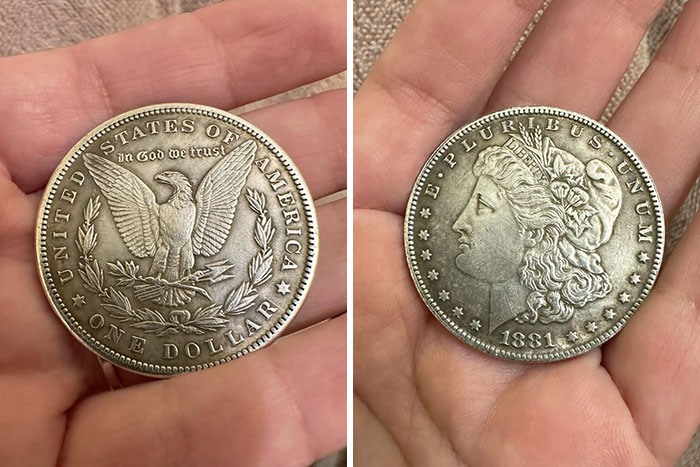 UNITED STATES OF AMERICA
In God we trust
ONE DOLLAR
E·PLURIBUS·UNUM
LIBERTY
1881